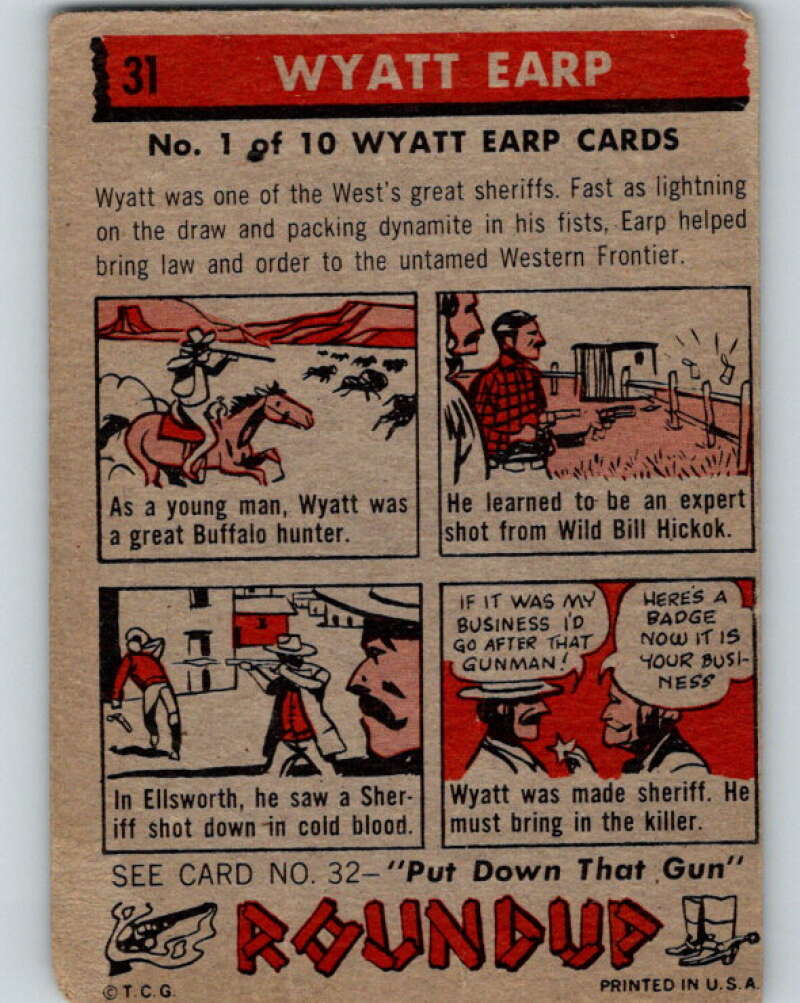 31 WYATT EARP
No. 1 of 10 WYATT EARP CARDS
Wyatt was one of the West's great sheriffs. Fast as lightning
on the draw and packing dynamite in his fists, Earp helped
bring law and order to the untamed Western Frontier.
As a young man, Wyatt was
a great Buffalo hunter.
He learned to be an expert
shot from Wild Bill Hickok.
In Ellsworth, he saw a Sher-
iff shot down in cold blood.
IF IT WAS MY
BUSINESS I'D
GO AFTER THAT
GUNMAN!
HERE'S A
BADGE
NOW IT IS
YOUR BUSI-
NESS
Wyatt was made sheriff. He
must bring in the killer.
SEE CARD NO. 32-"Put Down That Gun"
ROUNDUP
© T.C.G.
PRINTED IN U.S.A.